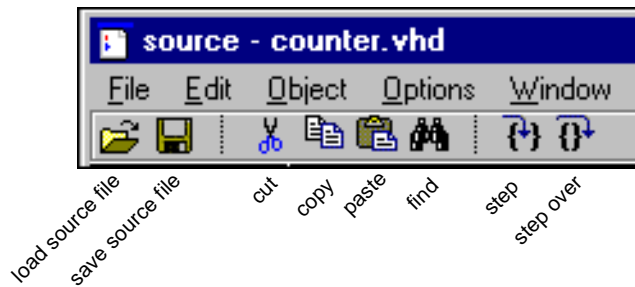 source - counter.vhd
File Edit Object Options Window
{} {}
load source file
save source file
cut
copy
paste
find
step
step over